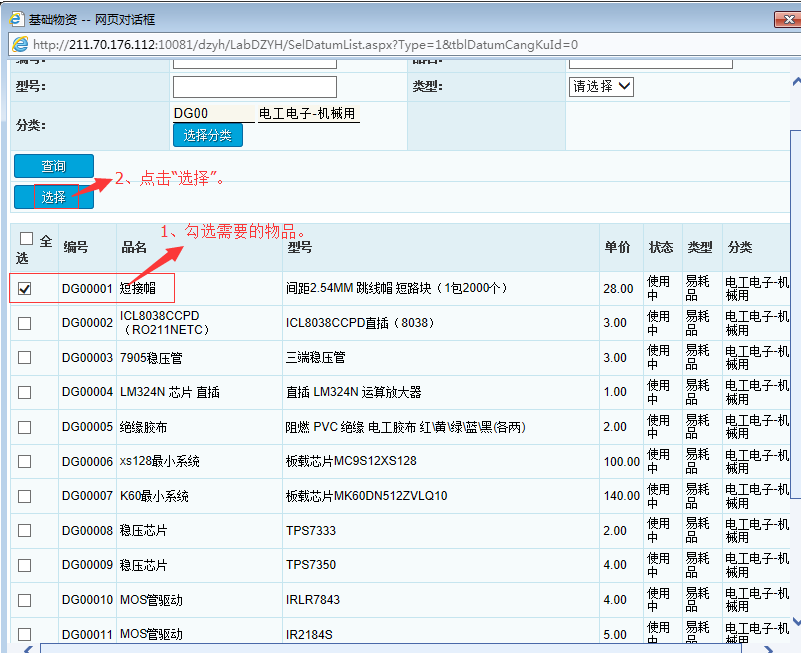 基础物资 -- 网页对话框
http://211.70.176.112:10081/dzyh/LabDZYH/SelDatumList.aspx?Type=1&tblDatumCangKuId=0
型号：
类型：
请选择
分类：
DG00
电工电子-机械用
选择分类
查询
选择
2、点击“选择”。
1、勾选需要的物品。
全选 编号 品名 型号 单价 状态 类型 分类
DG00001 短接帽 间距2.54MM 跳线帽 短路块（1包2000个） 28.00 使用中 易耗品 电工电子-机械用
DG00002 ICL8038CCPD（RO211NETC） ICL8038CCPD直插（8038） 3.00 使用中 易耗品 电工电子-机械用
DG00003 7905稳压管 三端稳压管 3.00 使用中 易耗品 电工电子-机械用
DG00004 LM324N 芯片 直插 直插 LM324N 运算放大器 1.00 使用中 易耗品 电工电子-机械用
DG00005 绝缘胶布 阻燃 PVC 绝缘 电工胶布 红\黄\绿\蓝\黑(各两) 2.00 使用中 易耗品 电工电子-机械用
DG00006 xs128最小系统 板载芯片MC9S12XS128 100.00 使用中 易耗品 电工电子-机械用
DG00007 K60最小系统 板载芯片MK60DN512ZVLQ10 140.00 使用中 易耗品 电工电子-机械用
DG00008 稳压芯片 TPS7333 2.00 使用中 易耗品 电工电子-机械用
DG00009 稳压芯片 TPS7350 4.00 使用中 易耗品 电工电子-机械用
DG00010 MOS管驱动 IRLR7843 4.00 使用中 易耗品 电工电子-机械用
DG00011 MOS管驱动 IR2184S 5.00 使用中 易耗品 电工电子-机械用